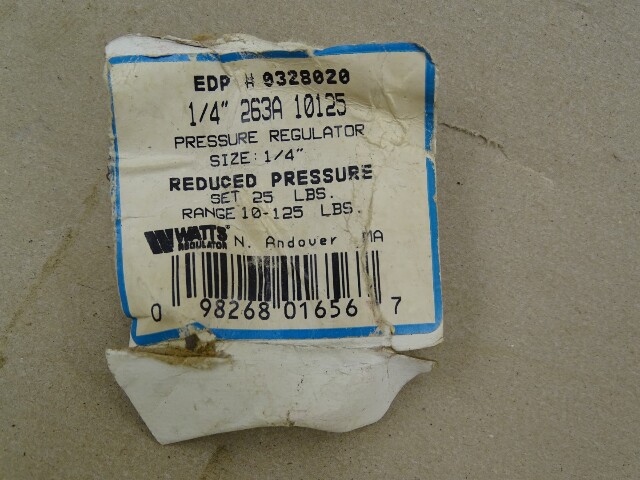 EDP # 0328020
1/4" 263A 10125
PRESSURE REGULATOR
SIZE: 1/4"
REDUCED PRESSURE
SET 25 LBS.
RANGE 10-125 LBS.
WATTS REGULATOR N. Andover MA
0 98268 01656 7